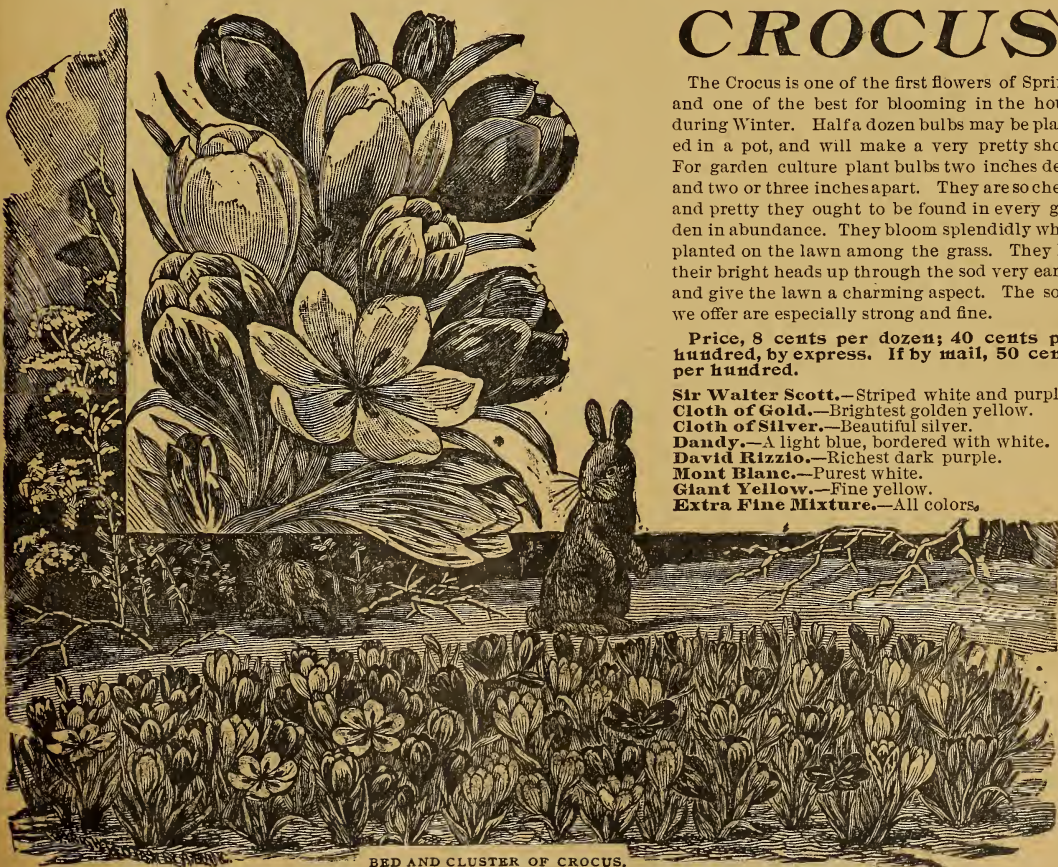 CROCUS
The Crocus is one of the first flowers of Spri
and one of the best for blooming in the hou
during Winter. Half a dozen bulbs may be pla
ed in a pot, and will make a very pretty sho
For garden culture plant bulbs two inches de
and two or three inches apart. They are so che
and pretty they ought to be found in every g
den in abundance. They bloom splendidly wh
planted on the lawn among the grass. They
their bright heads up through the sod very ear
and give the lawn a charming aspect. The so
we offer are especially strong and fine.
Price, 8 cents per dozen; 40 cents p
hundred, by express. If by mail, 50 cen
per hundred.
Sir Walter Scott.—Striped white and purpl
Cloth of Gold.—Brightest golden yellow.
Cloth of Silver.—Beautiful silver.
Dandy.—A light blue, bordered with white.
David Rizzio.—Richest dark purple.
Mont Blanc.—Purest white.
Giant Yellow.—Fine yellow.
Extra Fine Mixture.—All colors.
BED AND CLUSTER OF CROCUS.